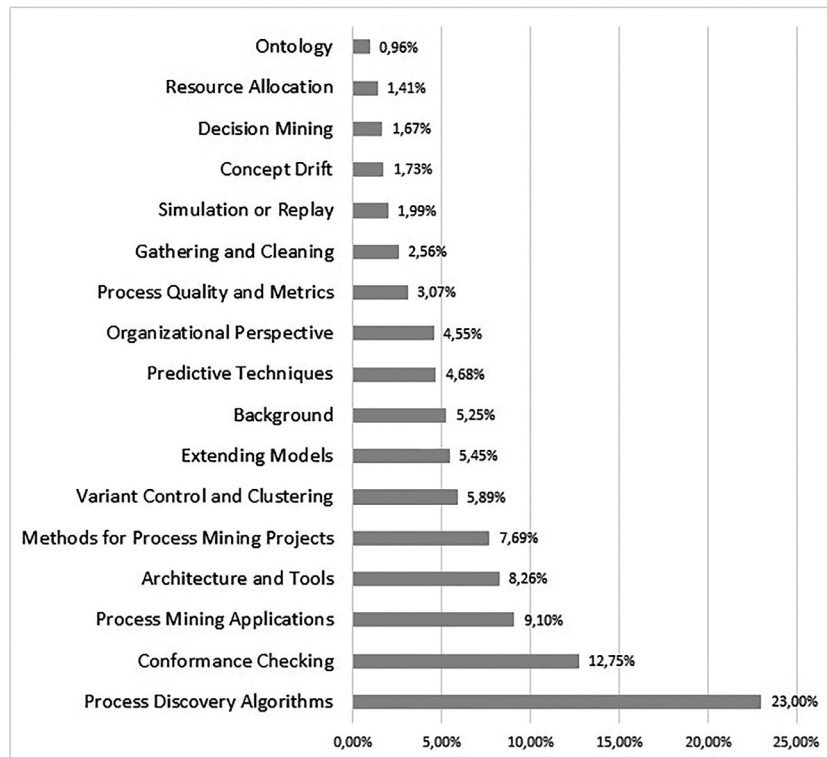 Ontology 0,96%
Resource Allocation 1,41%
Decision Mining 1,67%
Concept Drift 1,73%
Simulation or Replay 1,99%
Gathering and Cleaning 2,56%
Process Quality and Metrics 3,07%
Organizational Perspective 4,55%
Predictive Techniques 4,68%
Background 5,25%
Extending Models 5,45%
Variant Control and Clustering 5,89%
Methods for Process Mining Projects 7,69%
Architecture and Tools 8,26%
Process Mining Applications 9,10%
Conformance Checking 12,75%
Process Discovery Algorithms 23,00%
0,00% 5,00% 10,00% 15,00% 20,00% 25,00%